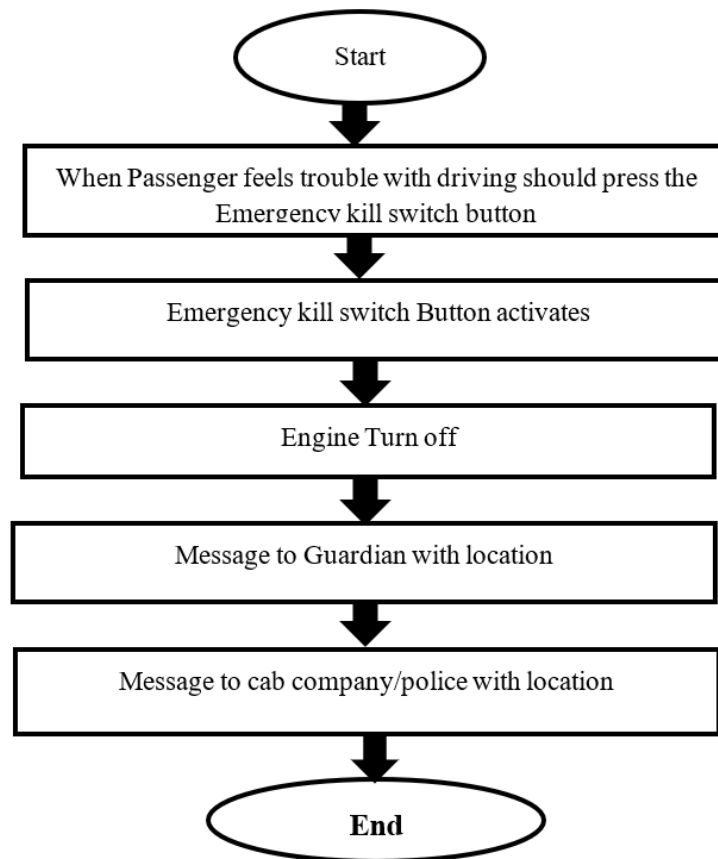 Start
When Passenger feels trouble with driving should press the
Emergency kill switch button
Emergency kill switch Button activates
Engine Turn off
Message to Guardian with location
Message to cab company/police with location
End